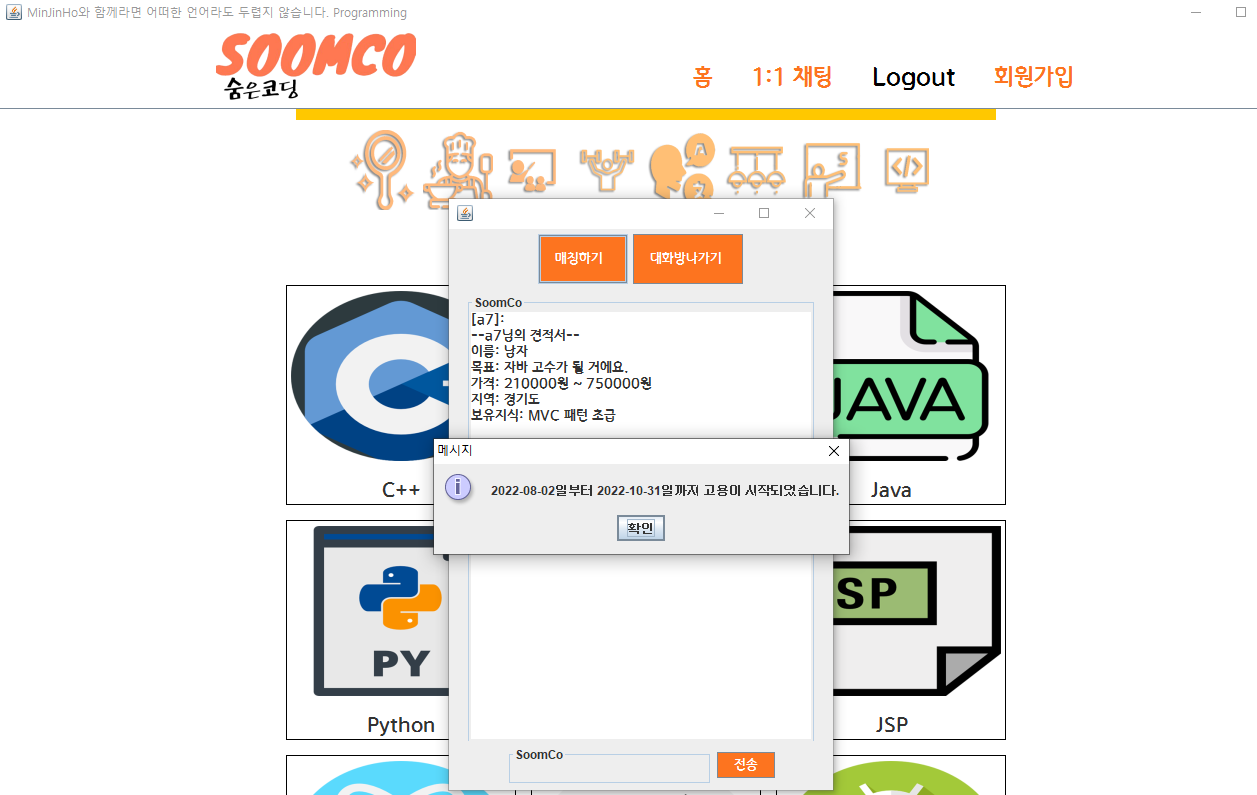 MinJinHo와 함께라면 어떠한 언어라도 두렵지 않습니다. Programming
SOOMCO
숨은코딩
홈 1:1 채팅 Logout 회원가입
매칭하기 대화방나가기
SoomCo
[a7]:
--a7님의 견적서--
이름: 남자
목표: 자바 고수가 될 거에요.
가격: 210000원 ~ 750000원
지역: 경기도
보유지식: MVC 패턴 초급
메시지
2022-08-02일부터 2022-10-31일까지 고용이 시작되었습니다.
확인
JAVA
C++ Java
PY
SP
Python JSP
SoomCo
전송